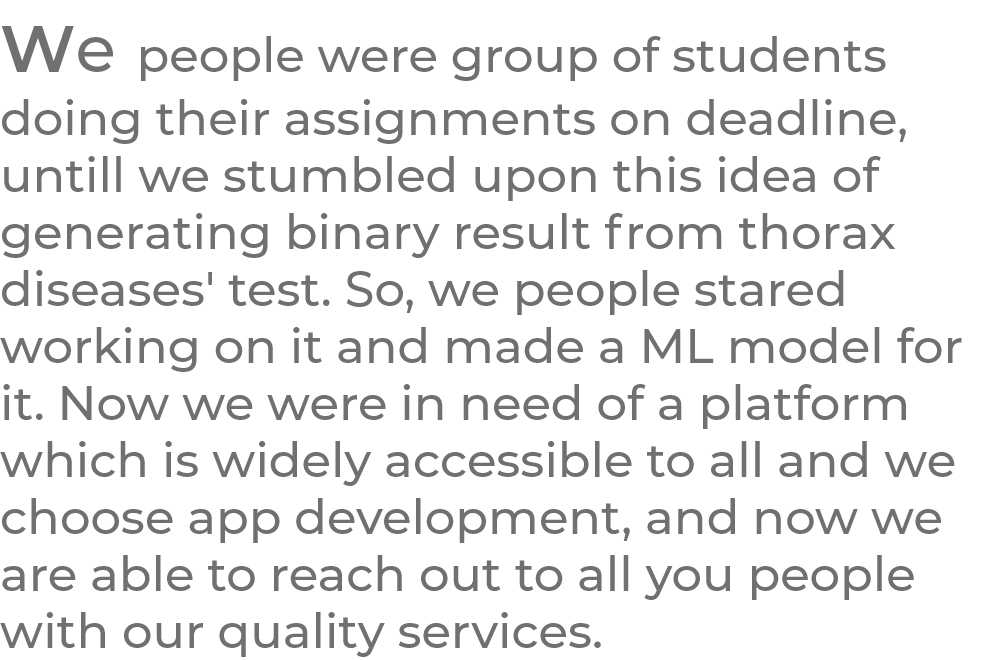 We people were group of students
doing their assignments on deadline,
untill we stumbled upon this idea of
generating binary result from thorax
diseases' test. So, we people stared
working on it and made a ML model for
it. Now we were in need of a platform
which is widely accessible to all and we
choose app development, and now we
are able to reach out to all you people
with our quality services.